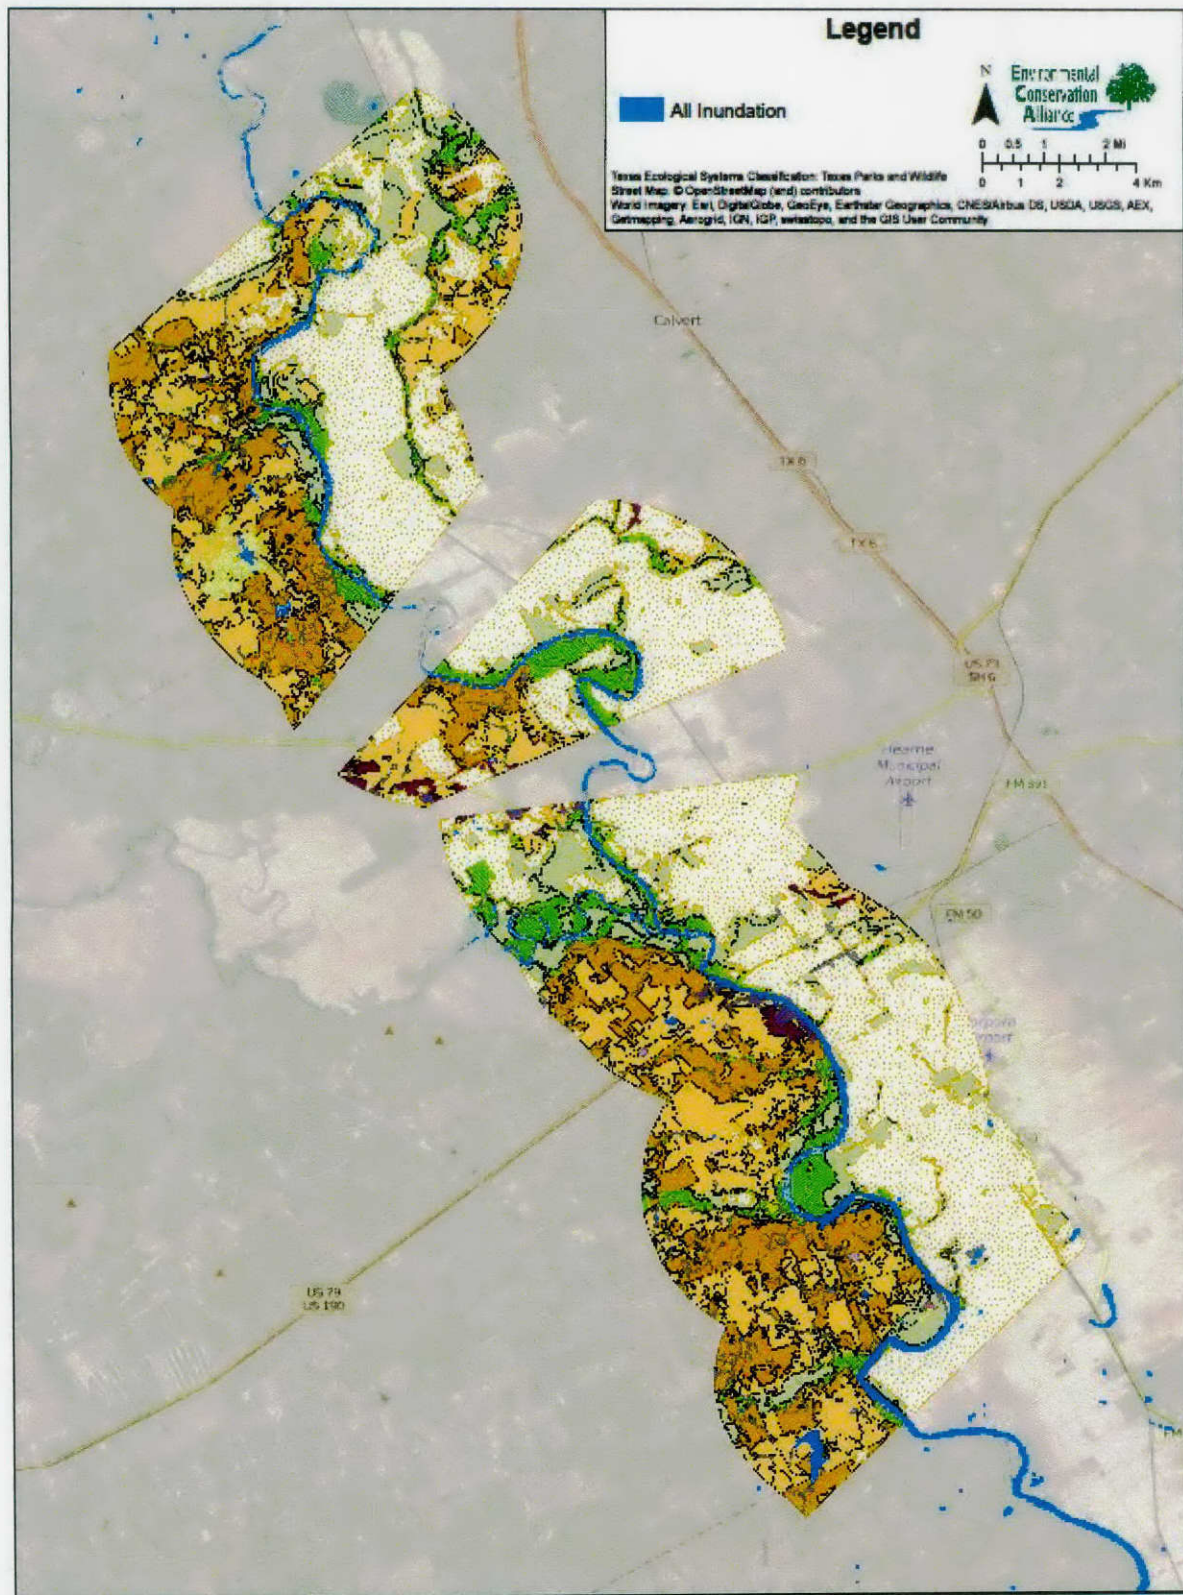 Legend
N
Environmental
Conservation
Alliance
All Inundation
0 0.5 1 2 Mi
0 1 2 4 Km
Texas Ecological Systems Classification: Texas Parks and Wildlife
Street Map: © OpenStreetMap (and) contributors
World Imagery: Esri, DigitalGlobe, GeoEye, Earthstar Geographics, CNES/Airbus DS, USDA, USGS, AEX,
Getmapping, Aerogrid, IGN, IGP, swisstopo, and the GIS User Community
Calvert
TX 6
TX 6
US 79
SH 6
Hearne
Municipal
Airport
FM 391
FM 50
US 79
US 190